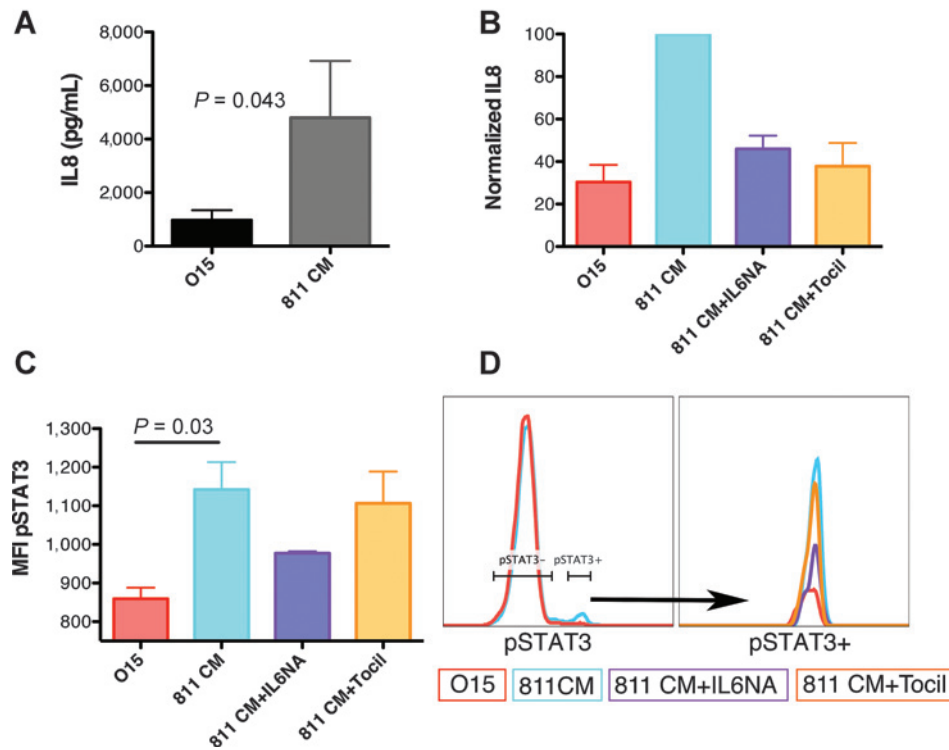 A
IL8 (pg/mL)
8,000
6,000
4,000
2,000
0
P = 0.043
O15
811 CM
B
Normalized IL8
100
80
60
40
20
0
O15
811 CM
811 CM+IL6NA
811 CM+Tocil
C
MFI pSTAT3
1,300
1,200
1,100
1,000
900
800
P = 0.03
O15
811 CM
811 CM+IL6NA
811 CM+Tocil
D
pSTAT3- pSTAT3+
pSTAT3 pSTAT3+
O15 811CM 811 CM+IL6NA 811 CM+Tocil